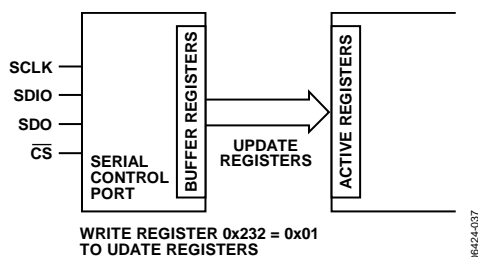 SCLK
SDIO
SDO
CS
SERIAL
CONTROL
PORT
BUFFER REGISTERS
UPDATE
REGISTERS
ACTIVE REGISTERS
WRITE REGISTER 0x232 = 0x01
TO UDATE REGISTERS
06424-037